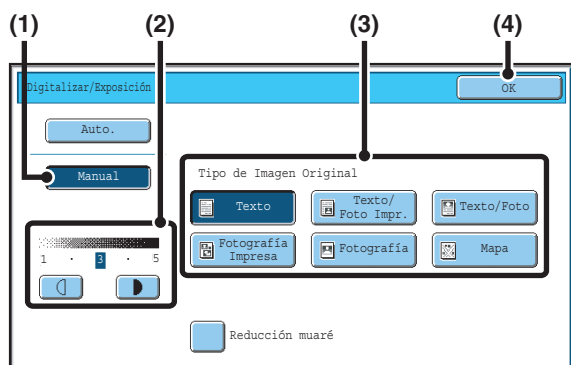 (1) (2) (3) (4)
Digitalizar/Exposición OK
Auto.
Manual
Tipo de Imagen Original
Texto Texto/ Foto Impr. Texto/Foto
Fotografía Impresa Fotografía Mapa
1 · 3 · 5
Reducción muaré